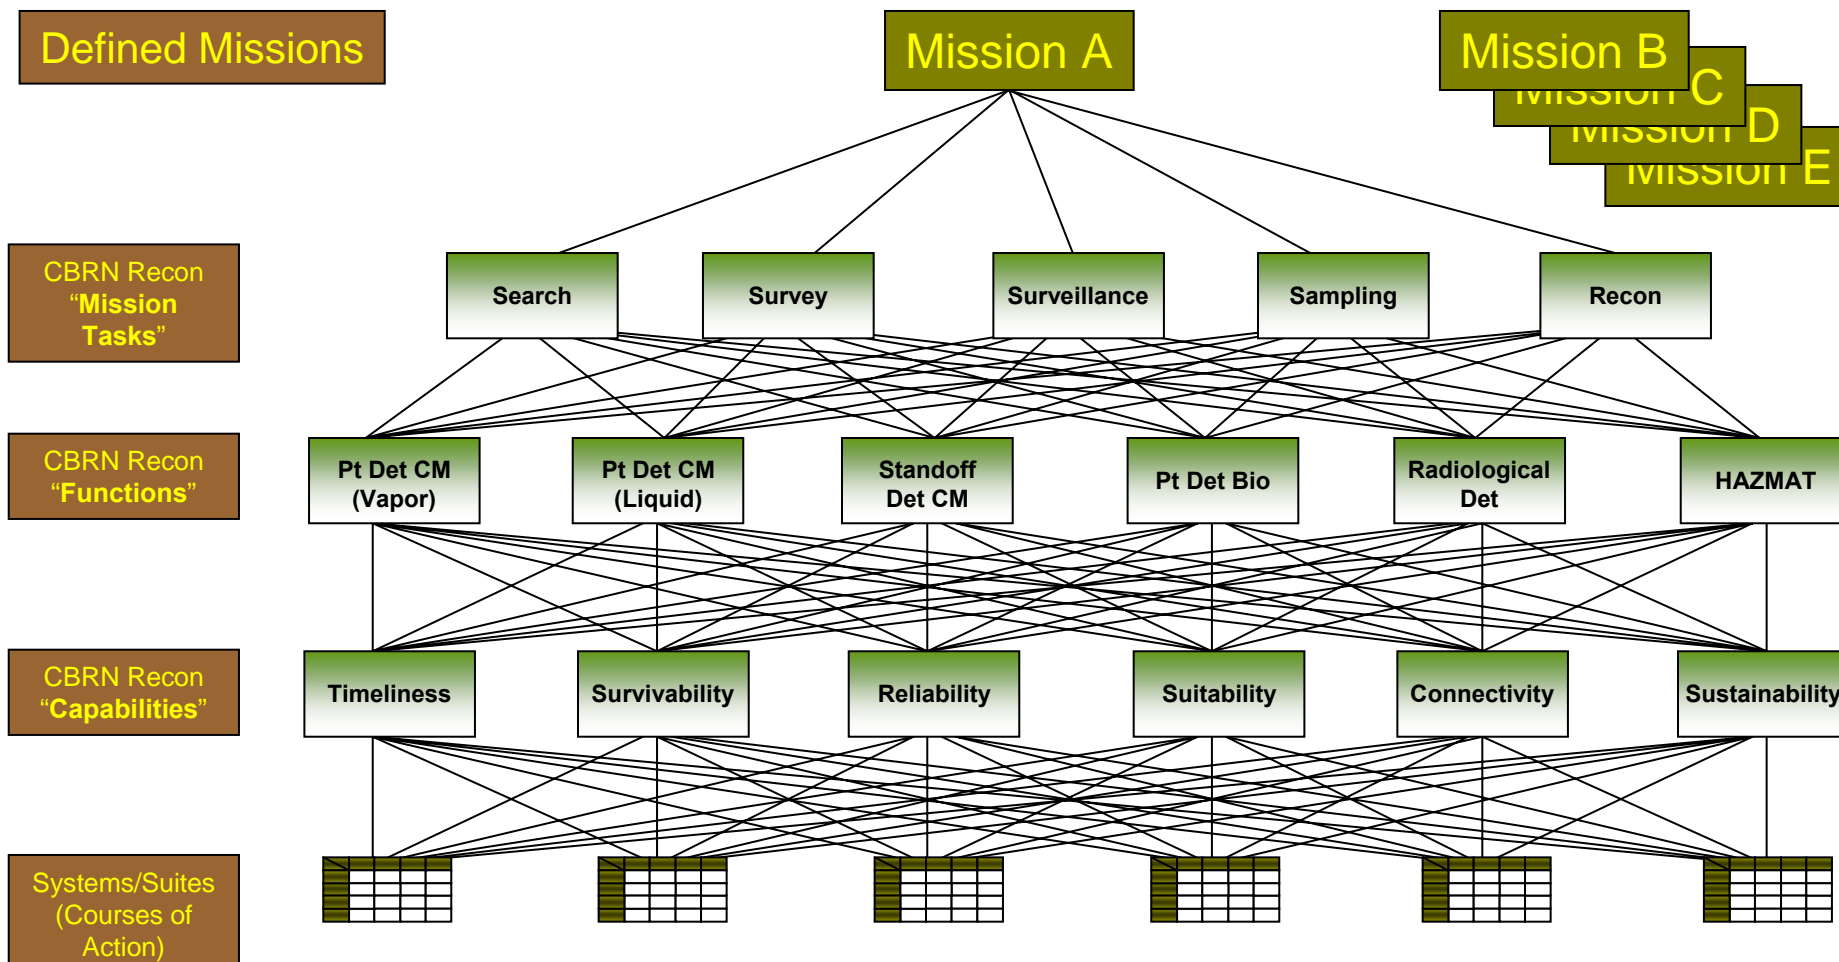 Defined Missions
Mission A
Mission B
Mission C
Mission D
Mission E
CBRN Recon
“Mission
Tasks”
Search
Survey
Surveillance
Sampling
Recon
CBRN Recon
“Functions”
Pt Det CM
(Vapor)
Pt Det CM
(Liquid)
Standoff
Det CM
Pt Det Bio
Radiological
Det
HAZMAT
CBRN Recon
“Capabilities”
Timeliness
Survivability
Reliability
Suitability
Connectivity
Sustainability
Systems/Suites
(Courses of
Action)